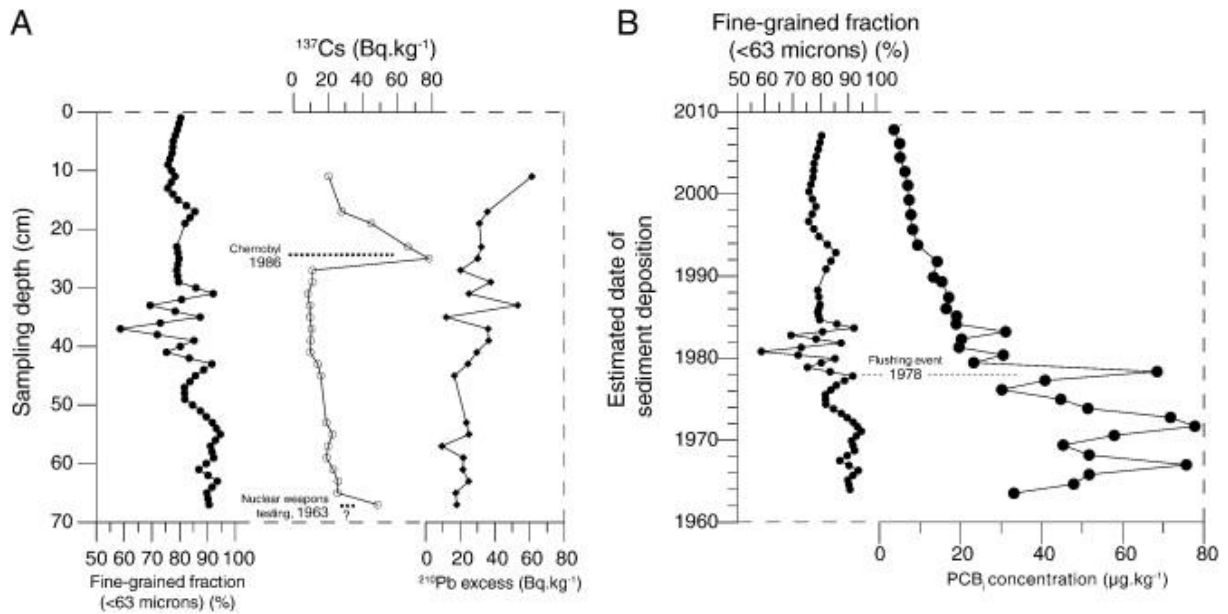 A
¹³⁷Cs (Bq.kg⁻¹)
0 20 40 60 80
0
10
20
30
40
50
60
70
Sampling depth (cm)
Chernobyl
1986
Nuclear weapons
testing, 1963
?
50 60 70 80 90 100
Fine-grained fraction
(<63 microns) (%)
0 20 40 60 80
²¹⁰Pb excess (Bq.kg⁻¹)
B
Fine-grained fraction
(<63 microns) (%)
50 60 70 80 90 100
2010
2000
1990
1980
1970
1960
Estimated date of
sediment deposition
Flushing event
1978
0 20 40 60 80
PCBᵢ concentration (µg.kg⁻¹)